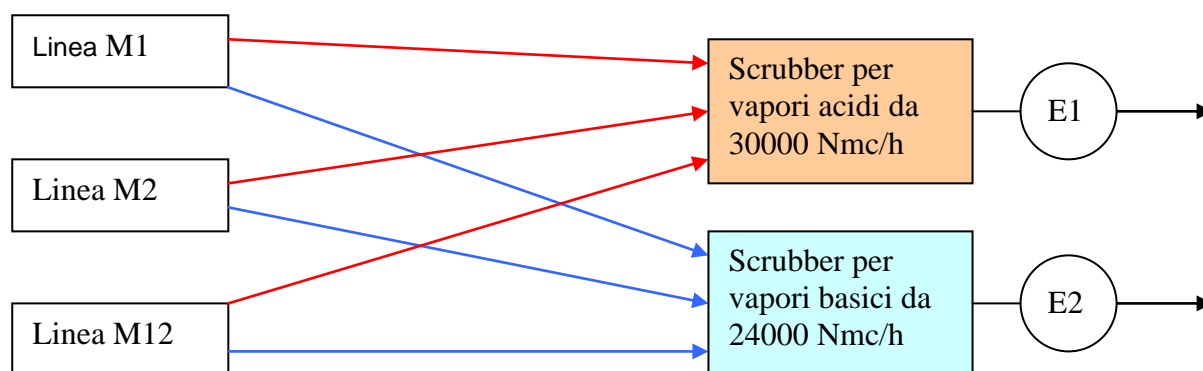 Linea M1
Scrubber per
vapori acidi da
30000 Nmc/h
E1
Linea M2
Scrubber per
vapori basici da
24000 Nmc/h
E2
Linea M12